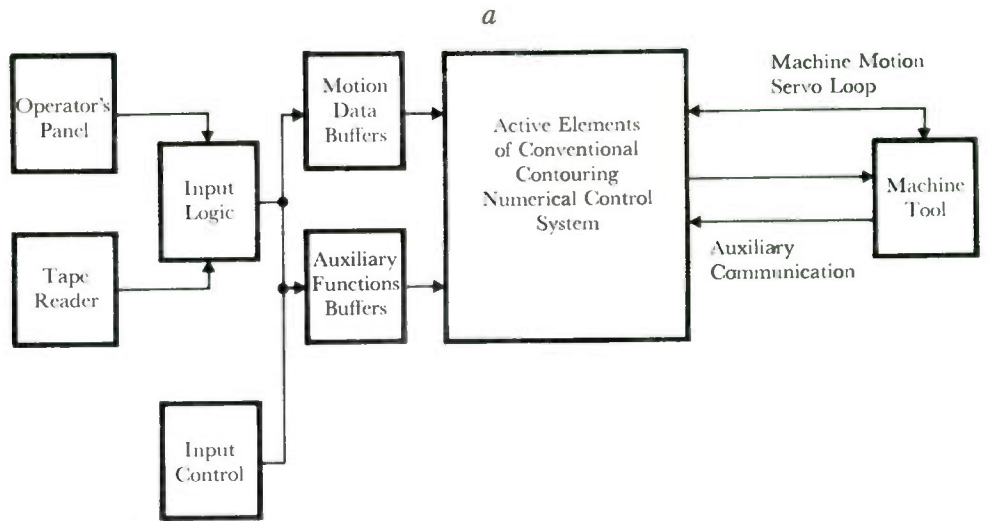 a
Operator's
Panel
Tape
Reader
Input
Logic
Input
Control
Motion
Data
Buffers
Auxiliary
Functions
Buffers
Active Elements
of Conventional
Contouring
Numerical Control
System
Machine Motion
Servo Loop
Machine
Tool
Auxiliary
Communication